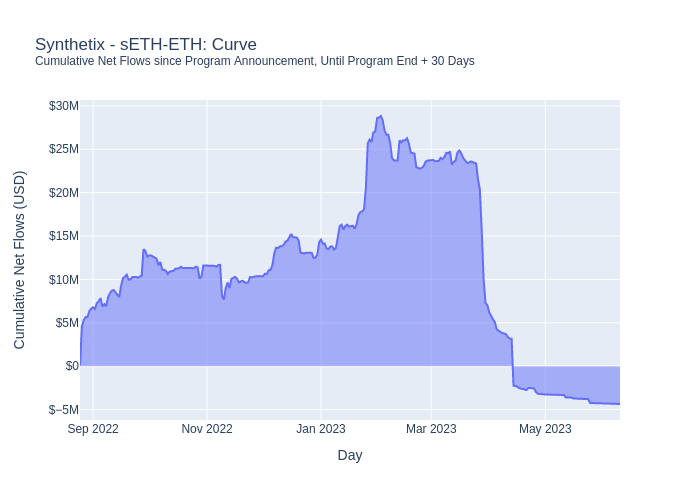 Synthetix - sETH-ETH: Curve
Cumulative Net Flows since Program Announcement, Until Program End + 30 Days
Cumulative Net Flows (USD)
$30M
$25M
$20M
$15M
$10M
$5M
$0
$−5M
Sep 2022
Nov 2022
Jan 2023
Mar 2023
May 2023
Day